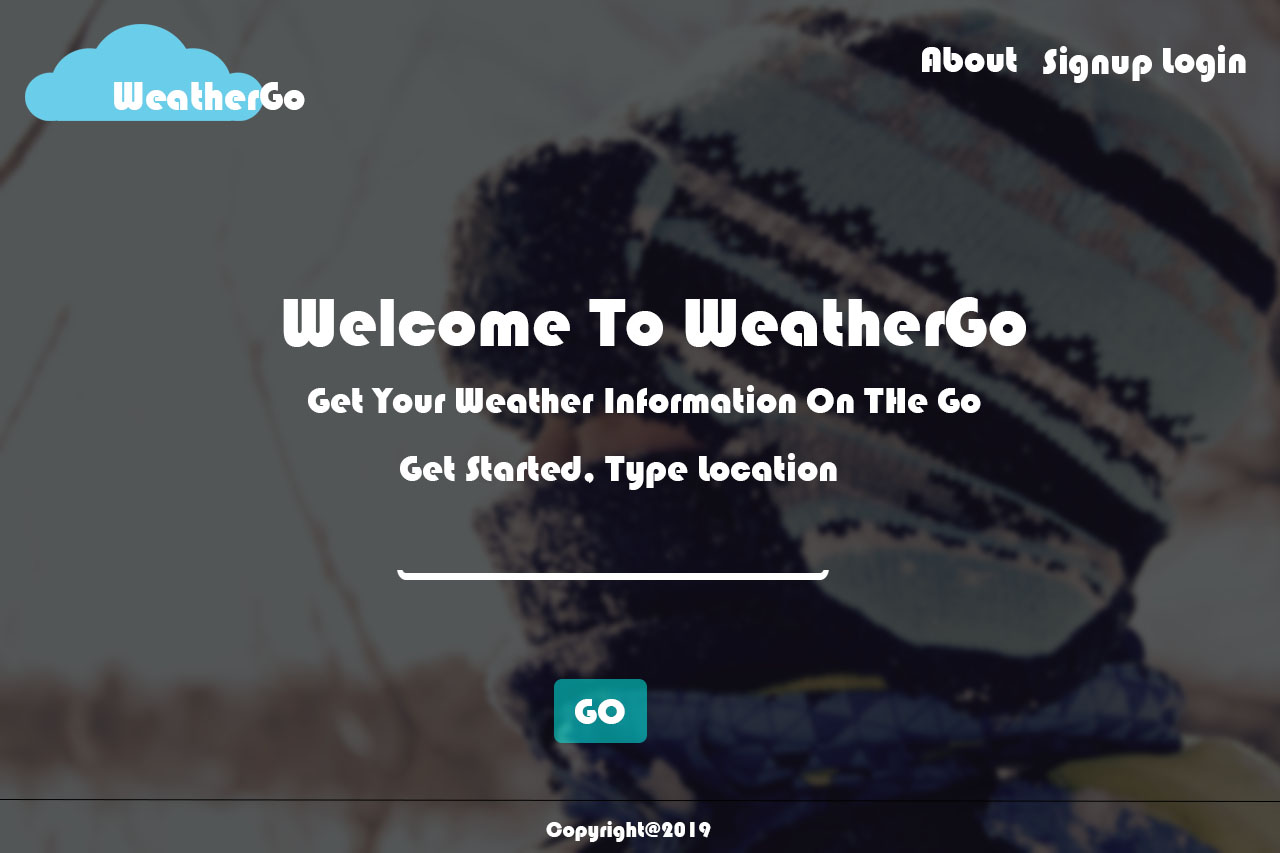 WeatherGo
About Signup Login
Welcome To WeatherGo
Get Your Weather Information On THe Go
Get Started, Type Location
GO
Copyright@2019